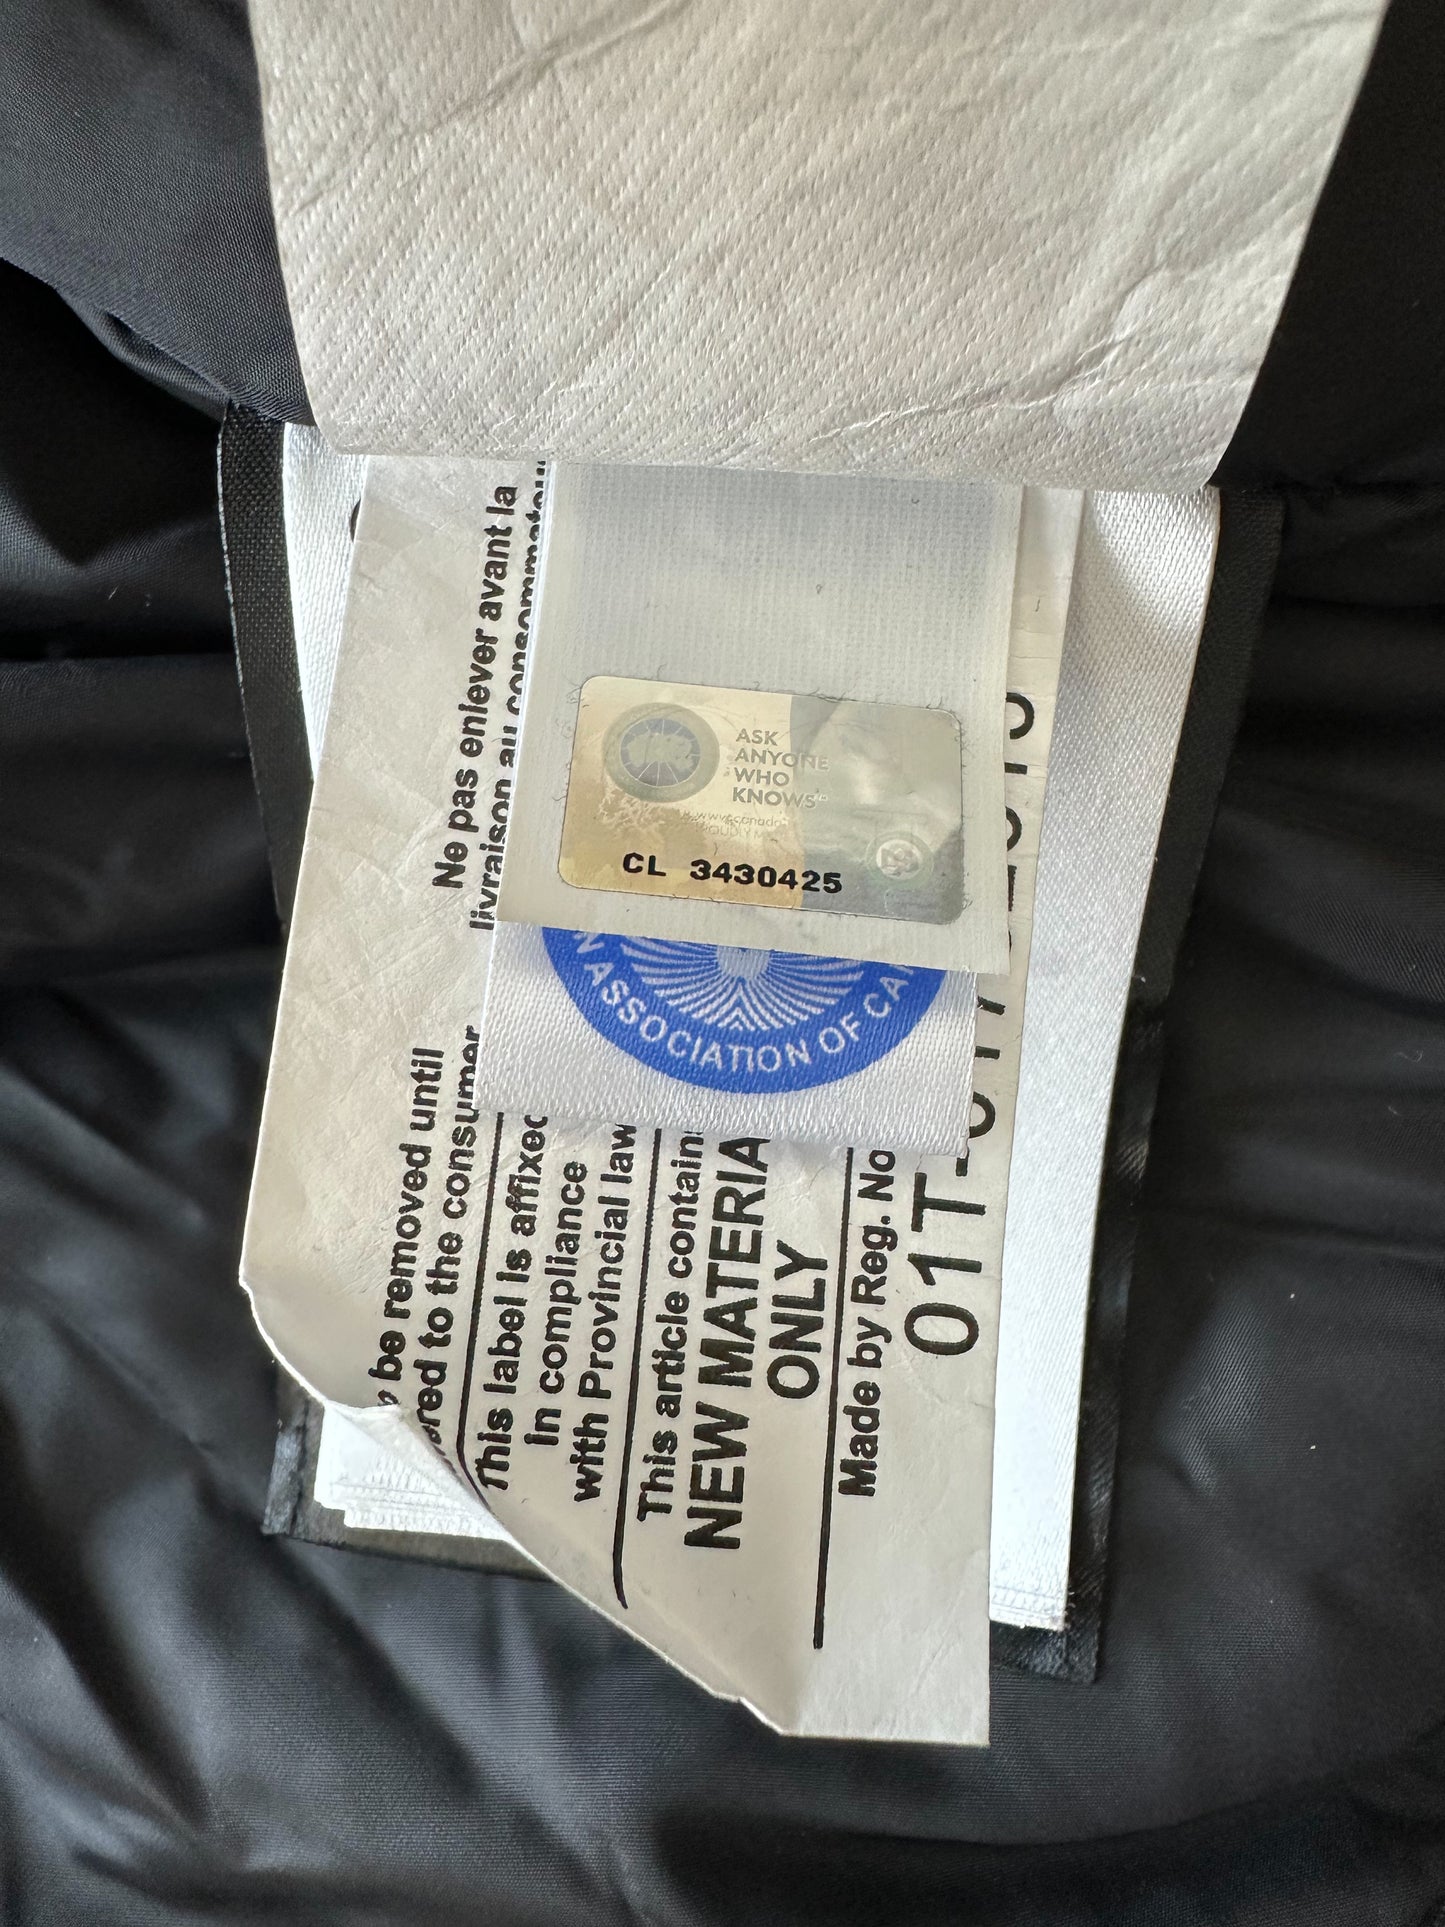 ASK
ANYONE
WHO
KNOWS
CL 3430425
ASSOCIATION OF
Ne pas enlever avant la
livraison au consommateur
be removed until
to the consumer
This label is affixed
in compliance
with Provincial law
This article contain
NEW MATERIA
ONLY
Made by Reg. No
01T-